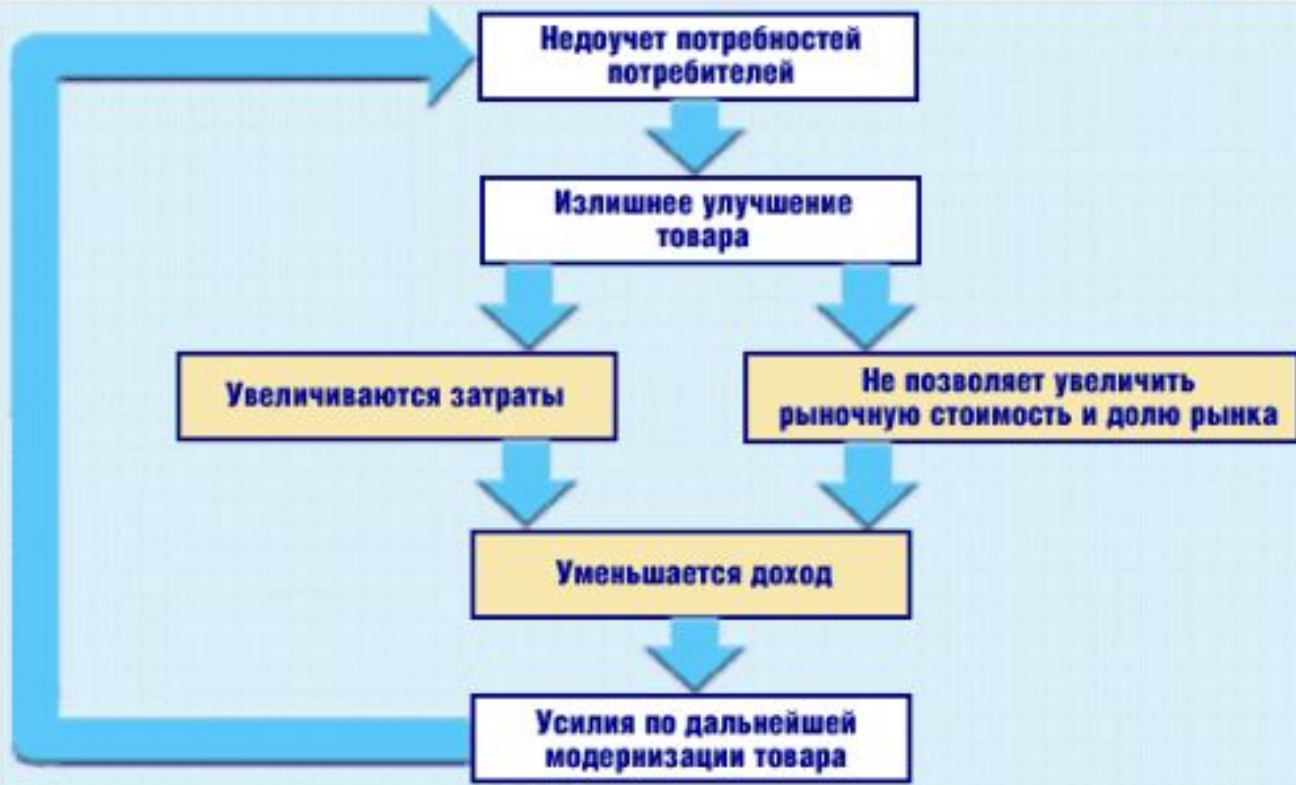 Недоучет потребностей
потребителей
Излишнее улучшение
товара
Увеличиваются затраты
Не позволяет увеличить
рыночную стоимость и долю рынка
Уменьшается доход
Усилия по дальнейшей
модернизации товара